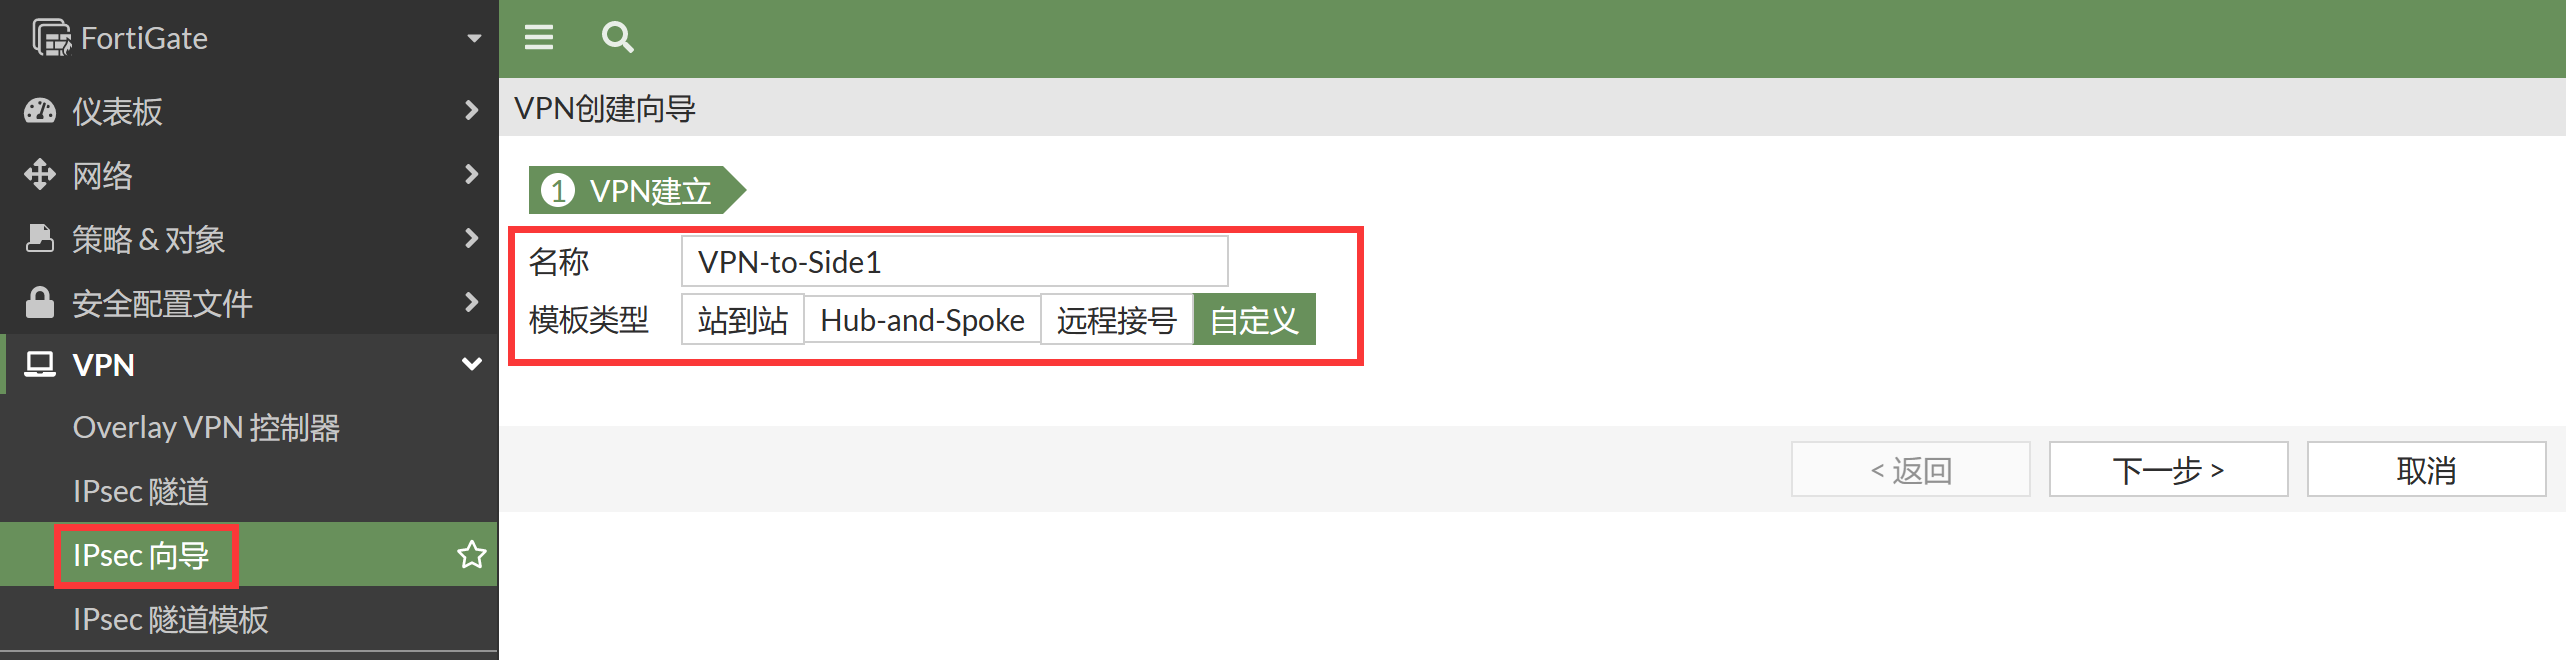 FortiGate
仪表板
网络
策略 & 对象
安全配置文件
VPN
Overlay VPN 控制器
IPsec 隧道
IPsec 向导
IPsec 隧道模板
VPN创建向导
1 VPN建立
名称 VPN-to-Side1
模板类型 站到站 Hub-and-Spoke 远程接号 自定义
< 返回 下一步 > 取消